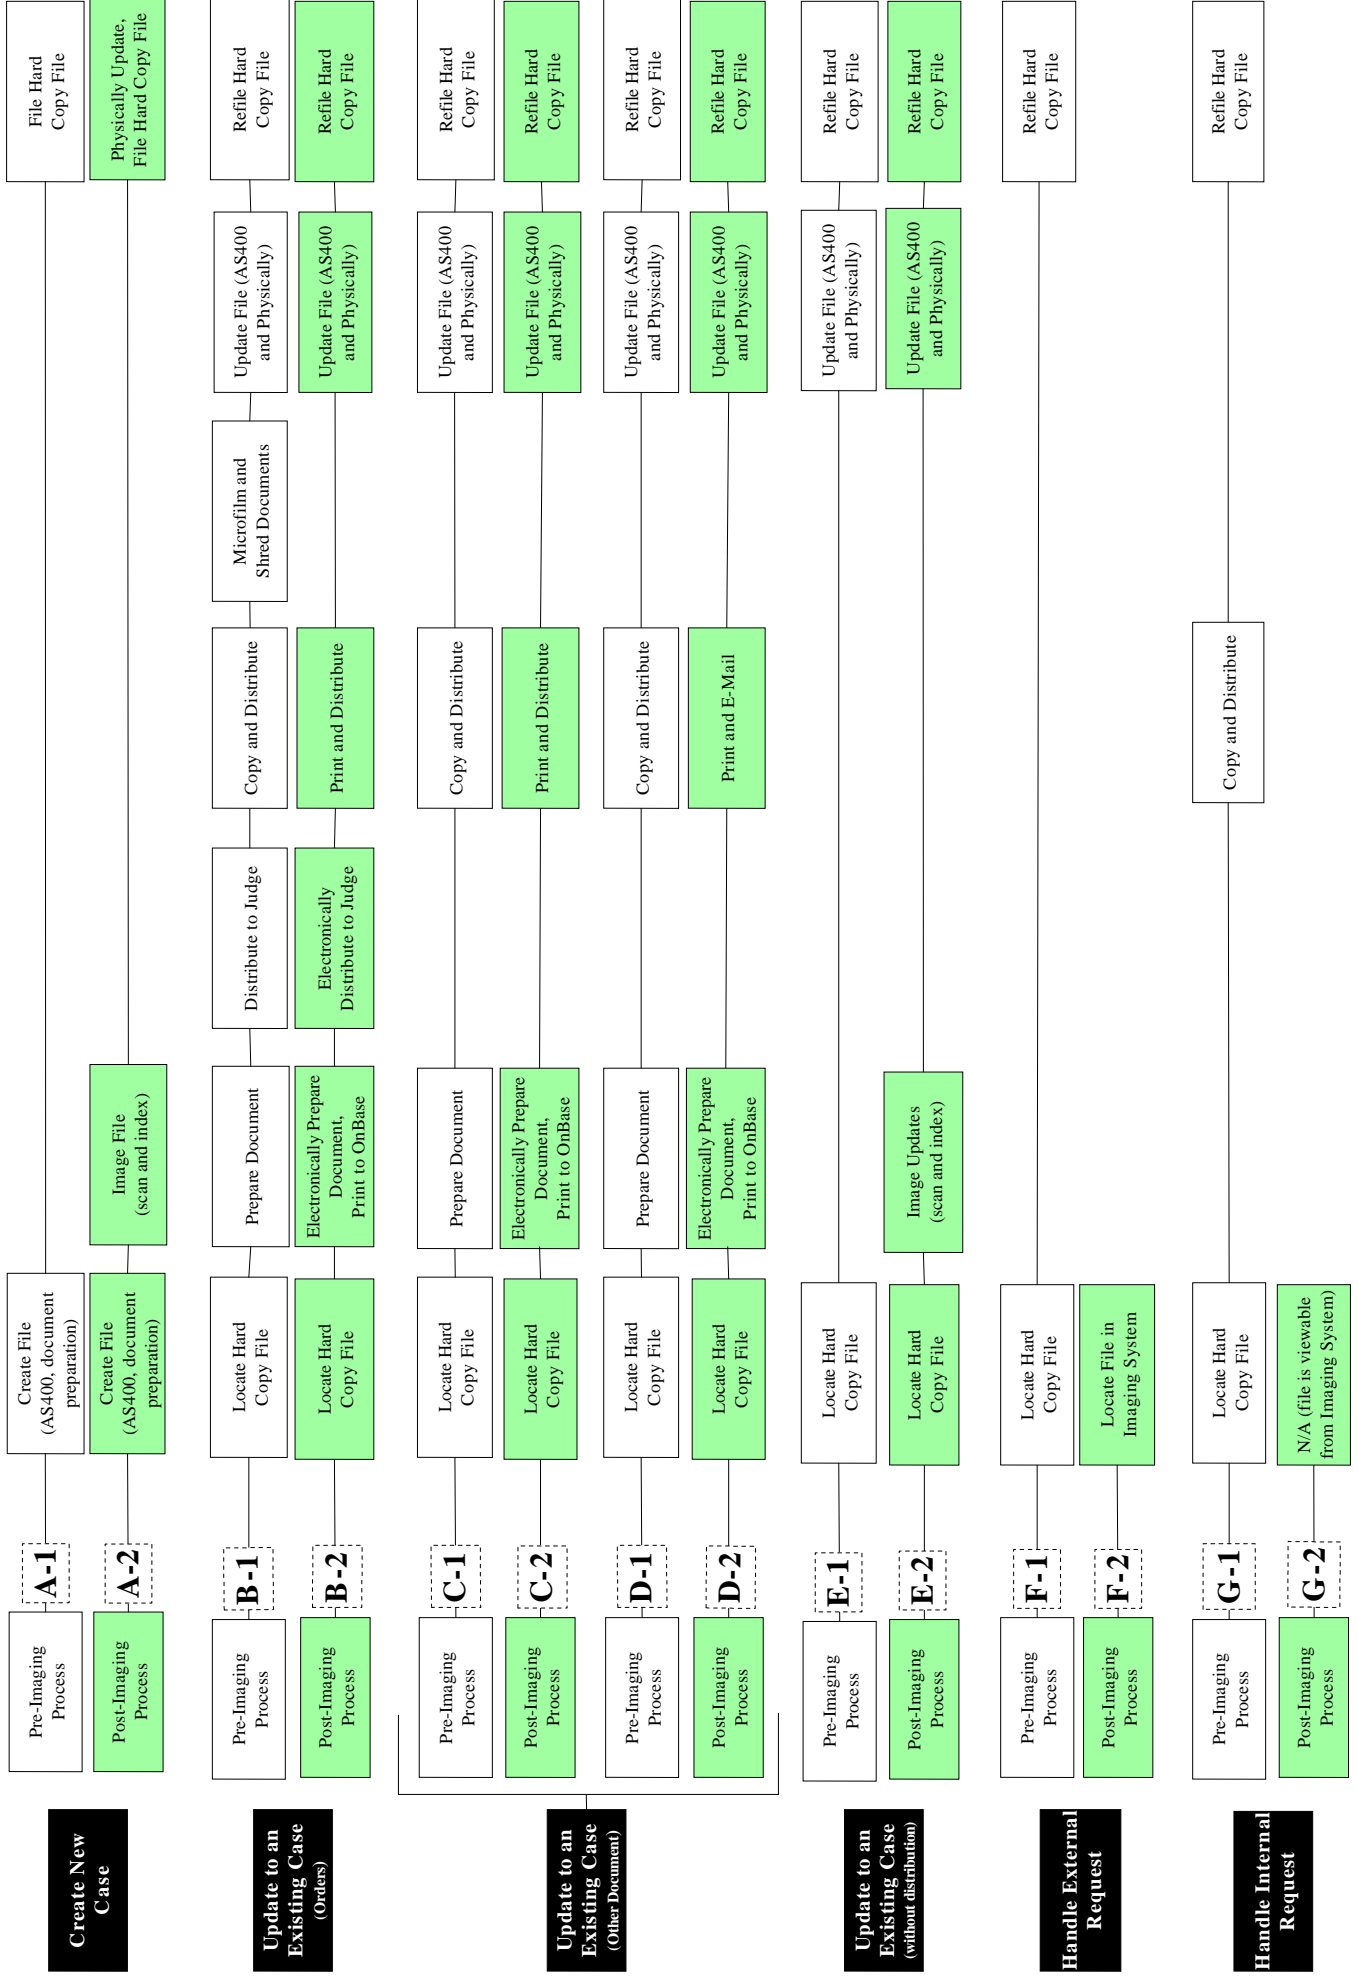 Create New
Case
Pre-Imaging
Process
A-1
Create File
(AS400, document
preparation)
File Hard
Copy File
Post-Imaging
Process
A-2
Create File
(AS400, document
preparation)
Image File
(scan and index)
Physically Update,
File Hard Copy File
Update to an
Existing Case
(Orders)
Pre-Imaging
Process
B-1
Locate Hard
Copy File
Prepare Document
Distribute to Judge
Copy and Distribute
Microfilm and
Shred Documents
Update File (AS400
and Physically)
Refile Hard
Copy File
Post-Imaging
Process
B-2
Locate Hard
Copy File
Electronically Prepare
Document,
Print to OnBase
Electronically
Distribute to Judge
Print and Distribute
Update File (AS400
and Physically)
Refile Hard
Copy File
Update to an
Existing Case
(Other Document)
Pre-Imaging
Process
C-1
Locate Hard
Copy File
Prepare Document
Copy and Distribute
Update File (AS400
and Physically)
Refile Hard
Copy File
Post-Imaging
Process
C-2
Locate Hard
Copy File
Electronically Prepare
Document,
Print to OnBase
Print and Distribute
Update File (AS400
and Physically)
Refile Hard
Copy File
Pre-Imaging
Process
D-1
Locate Hard
Copy File
Prepare Document
Copy and Distribute
Update File (AS400
and Physically)
Refile Hard
Copy File
Post-Imaging
Process
D-2
Locate Hard
Copy File
Electronically Prepare
Document,
Print to OnBase
Print and E-Mail
Update File (AS400
and Physically)
Refile Hard
Copy File
Update to an
Existing Case
(without distribution)
Pre-Imaging
Process
E-1
Locate Hard
Copy File
Update File (AS400
and Physically)
Refile Hard
Copy File
Post-Imaging
Process
E-2
Locate Hard
Copy File
Image Updates
(scan and index)
Update File (AS400
and Physically)
Refile Hard
Copy File
Handle External
Request
Pre-Imaging
Process
F-1
Locate Hard
Copy File
Refile Hard
Copy File
Post-Imaging
Process
F-2
Locate File in
Imaging System
Handle Internal
Request
Pre-Imaging
Process
G-1
Locate Hard
Copy File
Copy and Distribute
Refile Hard
Copy File
Post-Imaging
Process
G-2
N/A (file is viewable
from Imaging System)